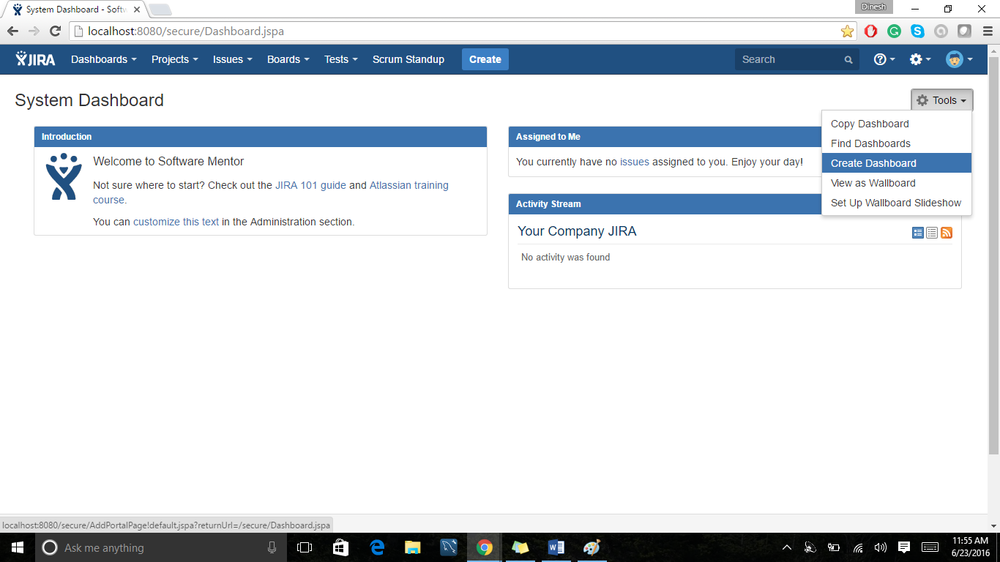 System Dashboard - Softw
Dinesh
localhost:8080/secure/Dashboard.jspa
JIRA Dashboards Projects Issues Boards Tests Scrum Standup Create Search
System Dashboard
Tools
Copy Dashboard
Find Dashboards
Create Dashboard
View as Wallboard
Set Up Wallboard Slideshow
Introduction
Welcome to Software Mentor
Not sure where to start? Check out the JIRA 101 guide and Atlassian training
course.
You can customize this text in the Administration section.
Assigned to Me
You currently have no issues assigned to you. Enjoy your day!
Activity Stream
Your Company JIRA
No activity was found
localhost:8080/secure/AddPortalPage!default.jspa?returnUrl=/secure/Dashboard.jspa
Ask me anything
11:55 AM
6/23/2016